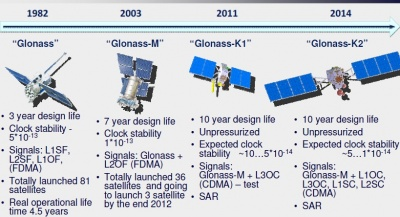 1982 2003 2011 2014
“Glonass” “Glonass-M” “Glonass-K1” “Glonass-K2”
• 3 year design life
• Clock stability -
5*10-13
• Signals: L1SF,
L2SF, L1OF,
(FDMA)
• Totally launched 81
satellites
• Real operational life
time 4.5 years
• 7 year design life
• Clock stability
1*10-13
• Signals: Glonass +
L2OF (FDMA)
• Totally launched 36
satellites and going
to launch 3 satellite
by the end 2012
• 10 year design life
• Unpressurized
• Expected clock
stability ~10…5*10-14
• Signals:
Glonass-M + L3OC
(CDMA) – test
• SAR
• 10 year design life
• Unpressurized
• Expected clock stability
~5…1*10-14
• Signals:
Glonass-M + L1OC,
L3OC, L1SC, L2SC
(CDMA)
• SAR